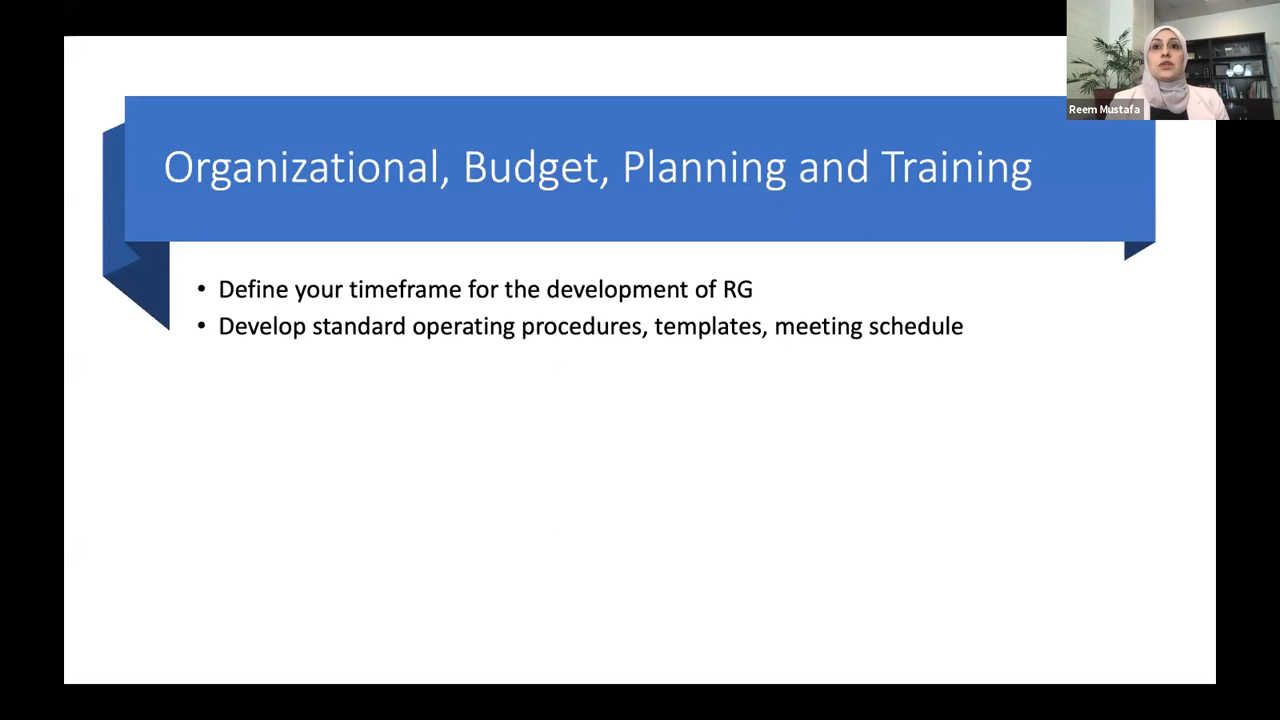 Reem Mustafa
Organizational, Budget, Planning and Training
• Define your timeframe for the development of RG
• Develop standard operating procedures, templates, meeting schedule